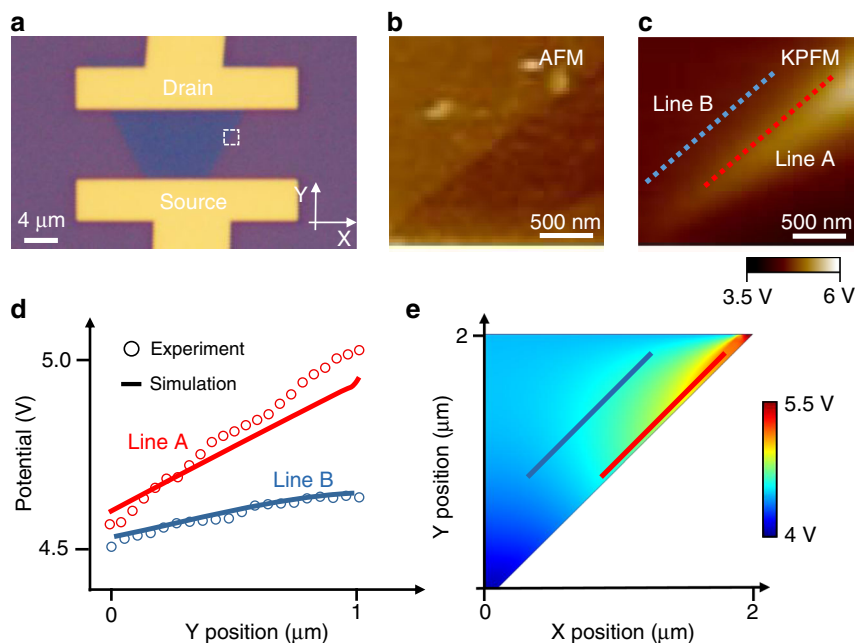 a
Drain
Source
4 μm
Y
X
b
AFM
500 nm
c
KPFM
Line B
Line A
500 nm
3.5 V
6 V
d
Experiment
Simulation
5.0
4.5
Line A
Line B
Potential (V)
0
1
Y position (μm)
e
2
Y position (μm)
0
2
X position (μm)
5.5 V
4 V